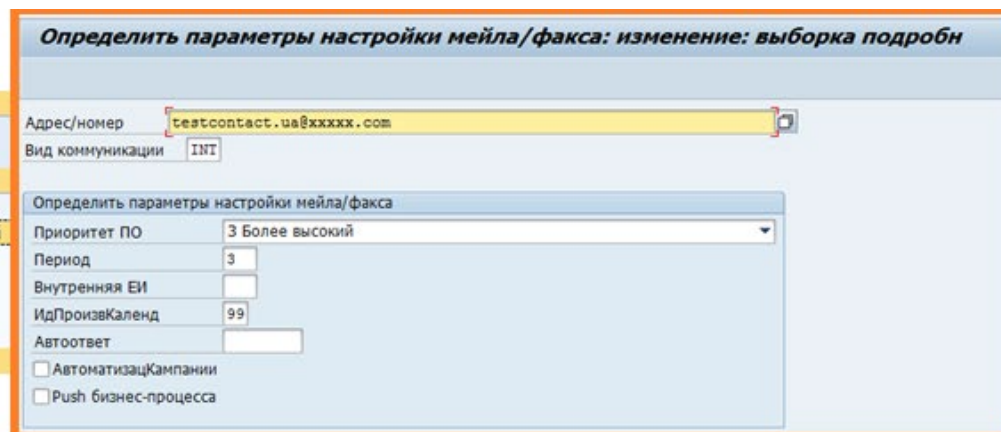 Определить параметры настройки мейла/факса: изменение: выборка подробн
Адрес/номер testcontact.ua@xxxxx.com
Вид коммуникации INT
Определить параметры настройки мейла/факса
Приоритет ПО 3 Более высокий
Период 3
Внутренняя ЕИ
ИдПроизвКаленд 99
Автоответ
АвтоматизацКампании
Push бизнес-процесса